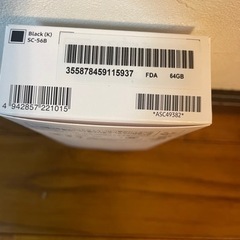 Black (K)
SC-56B
355878459115937 FDA 64GB
4 942857 221015
*ASC49382*